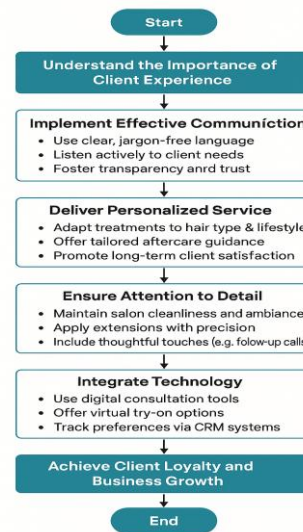 Start
Understand the Importance of
Client Experience
Implement Effective Communíction
• Use clear, jargon-free language
• Listen actively to client needs
• Foster transparency anrd trust
Deliver Personalized Service
• Adapt treatments to hair type & lifestyle
• Offer tailored aftercare guidance
• Promote long-term client satisfaction
Ensure Attention to Detail
• Maintain salon cleanliness and ambiance
• Apply extensions with precision
• Include thoughtful touches (e.g. folow-up calls
Integrate Technology
• Use digital consultation tools
• Offer virtual try-on options
• Track preferences via CRM systems
Achieve Client Loyalty and
Business Growth
End